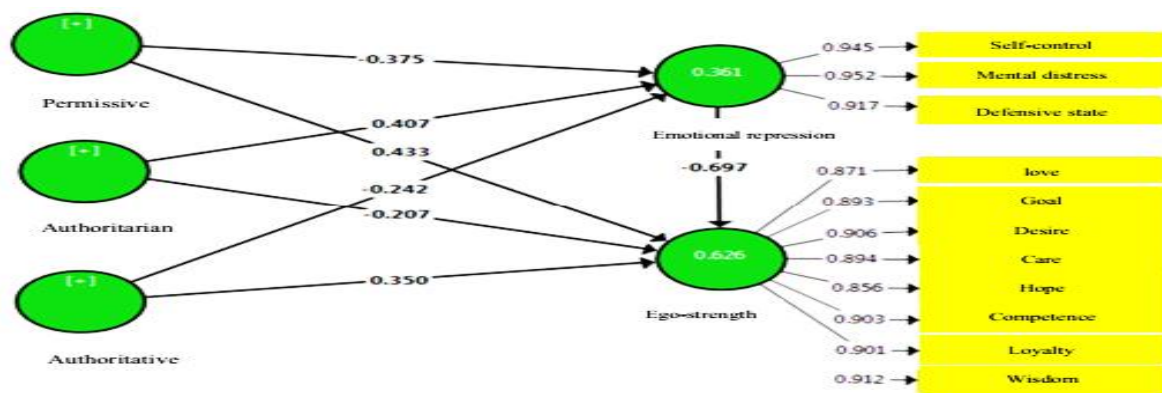 [+]
Permissive
[+]
Authoritarian
[+]
Authoritative
-0.375
0.407
0.433
-0.242
-0.207
0.350
0.361
Emotional repression
-0.697
0.626
Ego-strength
0.945 Self-control
0.952 Mental distress
0.917 Defensive state
0.871 love
0.893 Goal
0.906 Desire
0.894 Care
0.856 Hope
0.903 Competence
0.901 Loyalty
0.912 Wisdom